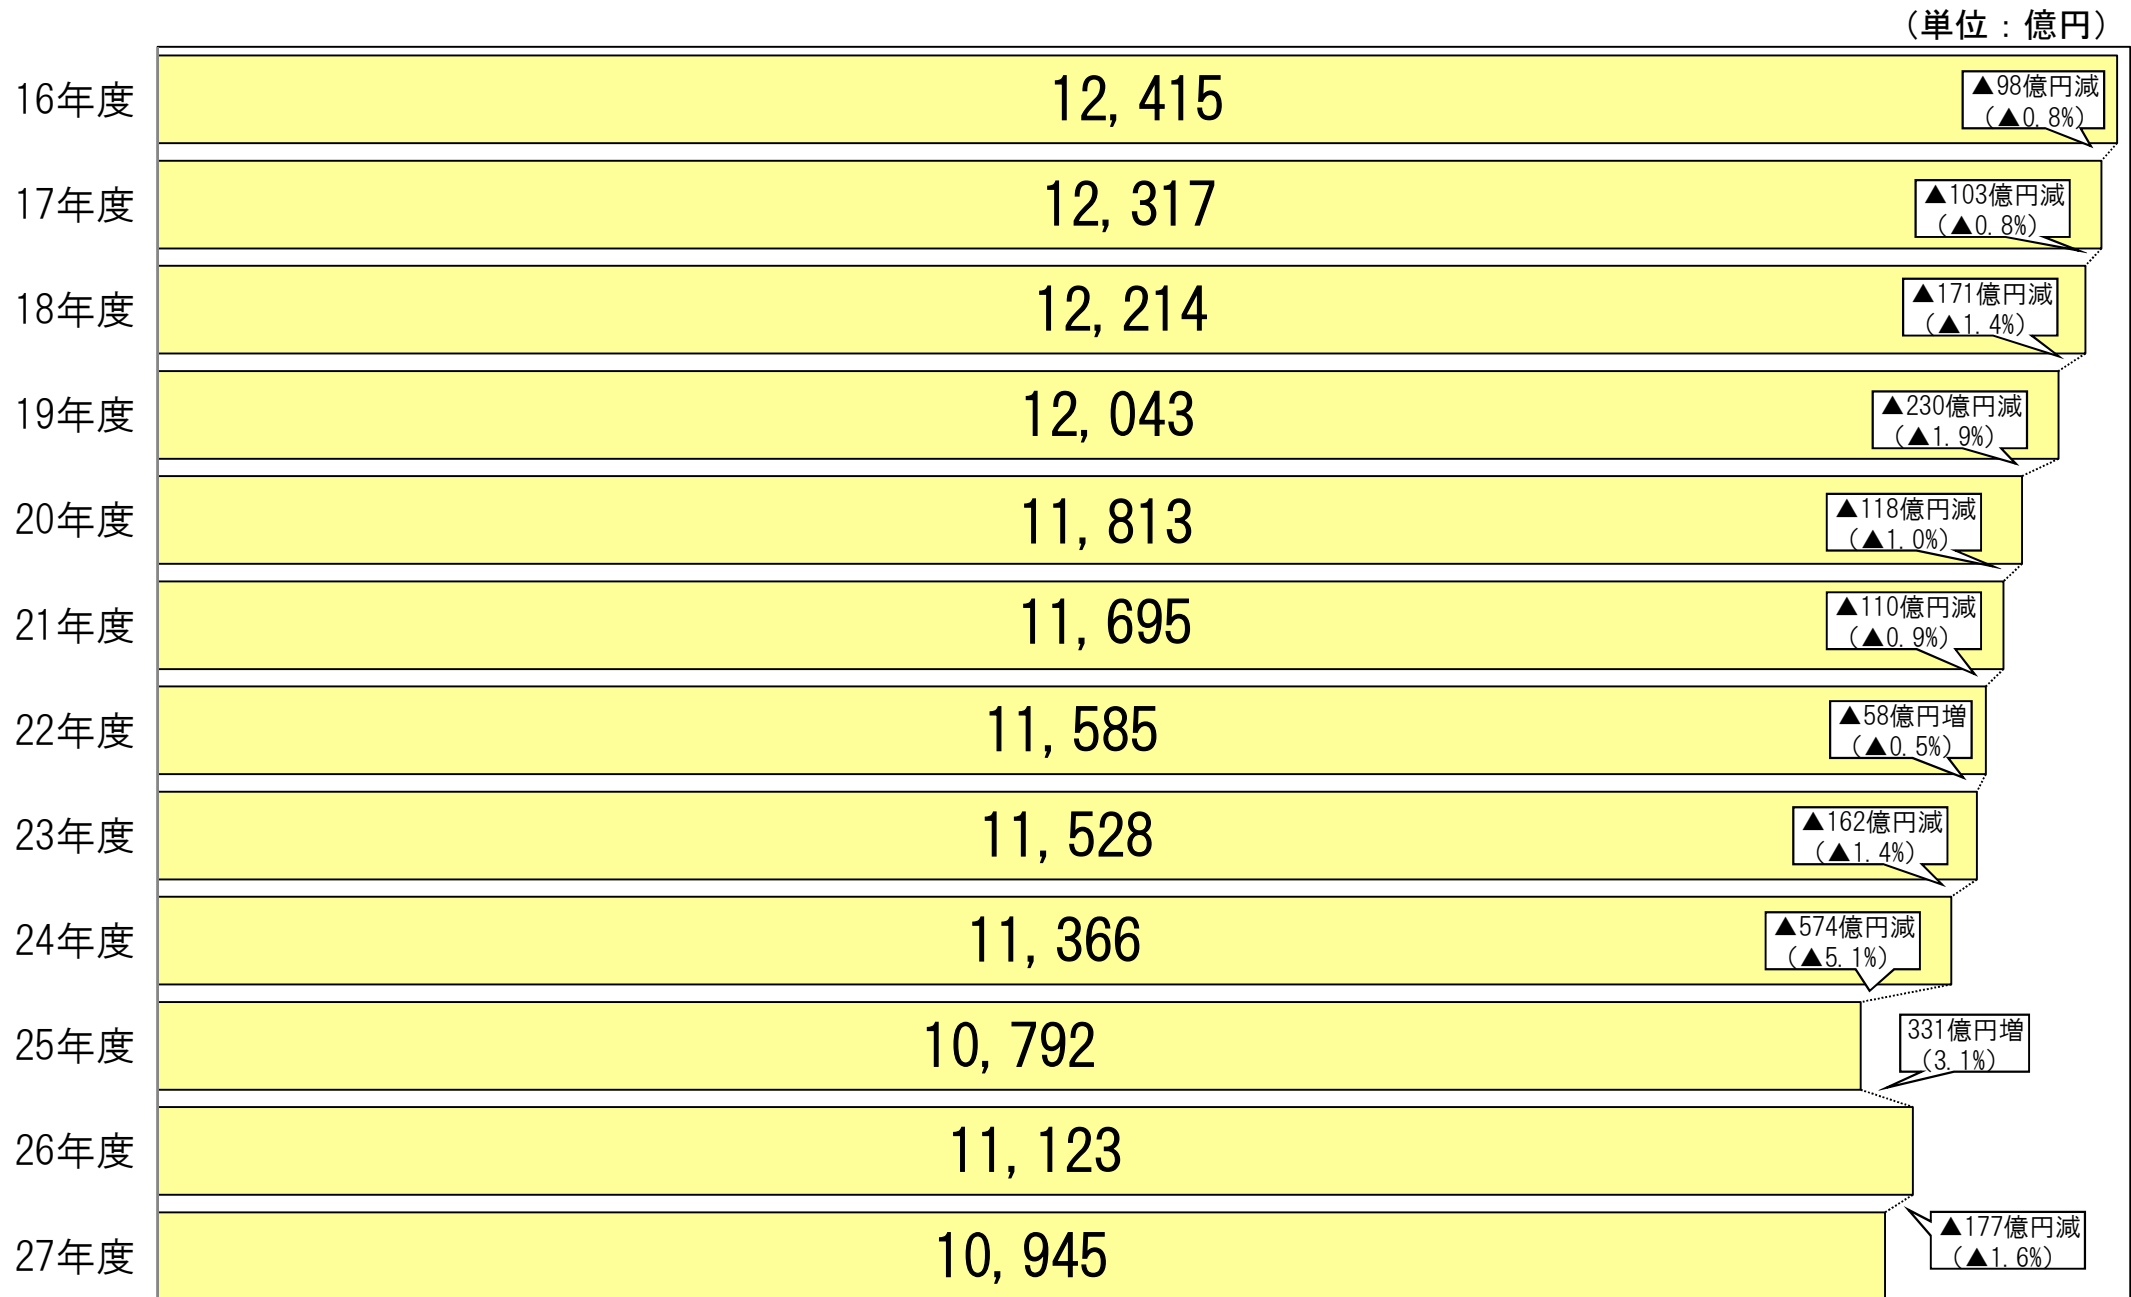 （単位：億円）
16年度
12,415
▲98億円減
（▲0.8%）
17年度
12,317
▲103億円減
（▲0.8%）
18年度
12,214
▲171億円減
（▲1.4%）
19年度
12,043
▲230億円減
（▲1.9%）
20年度
11,813
▲118億円減
（▲1.0%）
21年度
11,695
▲110億円減
（▲0.9%）
22年度
11,585
▲58億円増
（▲0.5%）
23年度
11,528
▲162億円減
（▲1.4%）
24年度
11,366
▲574億円減
（▲5.1%）
25年度
10,792
331億円増
（3.1%）
26年度
11,123
27年度
10,945
▲177億円減
（▲1.6%）